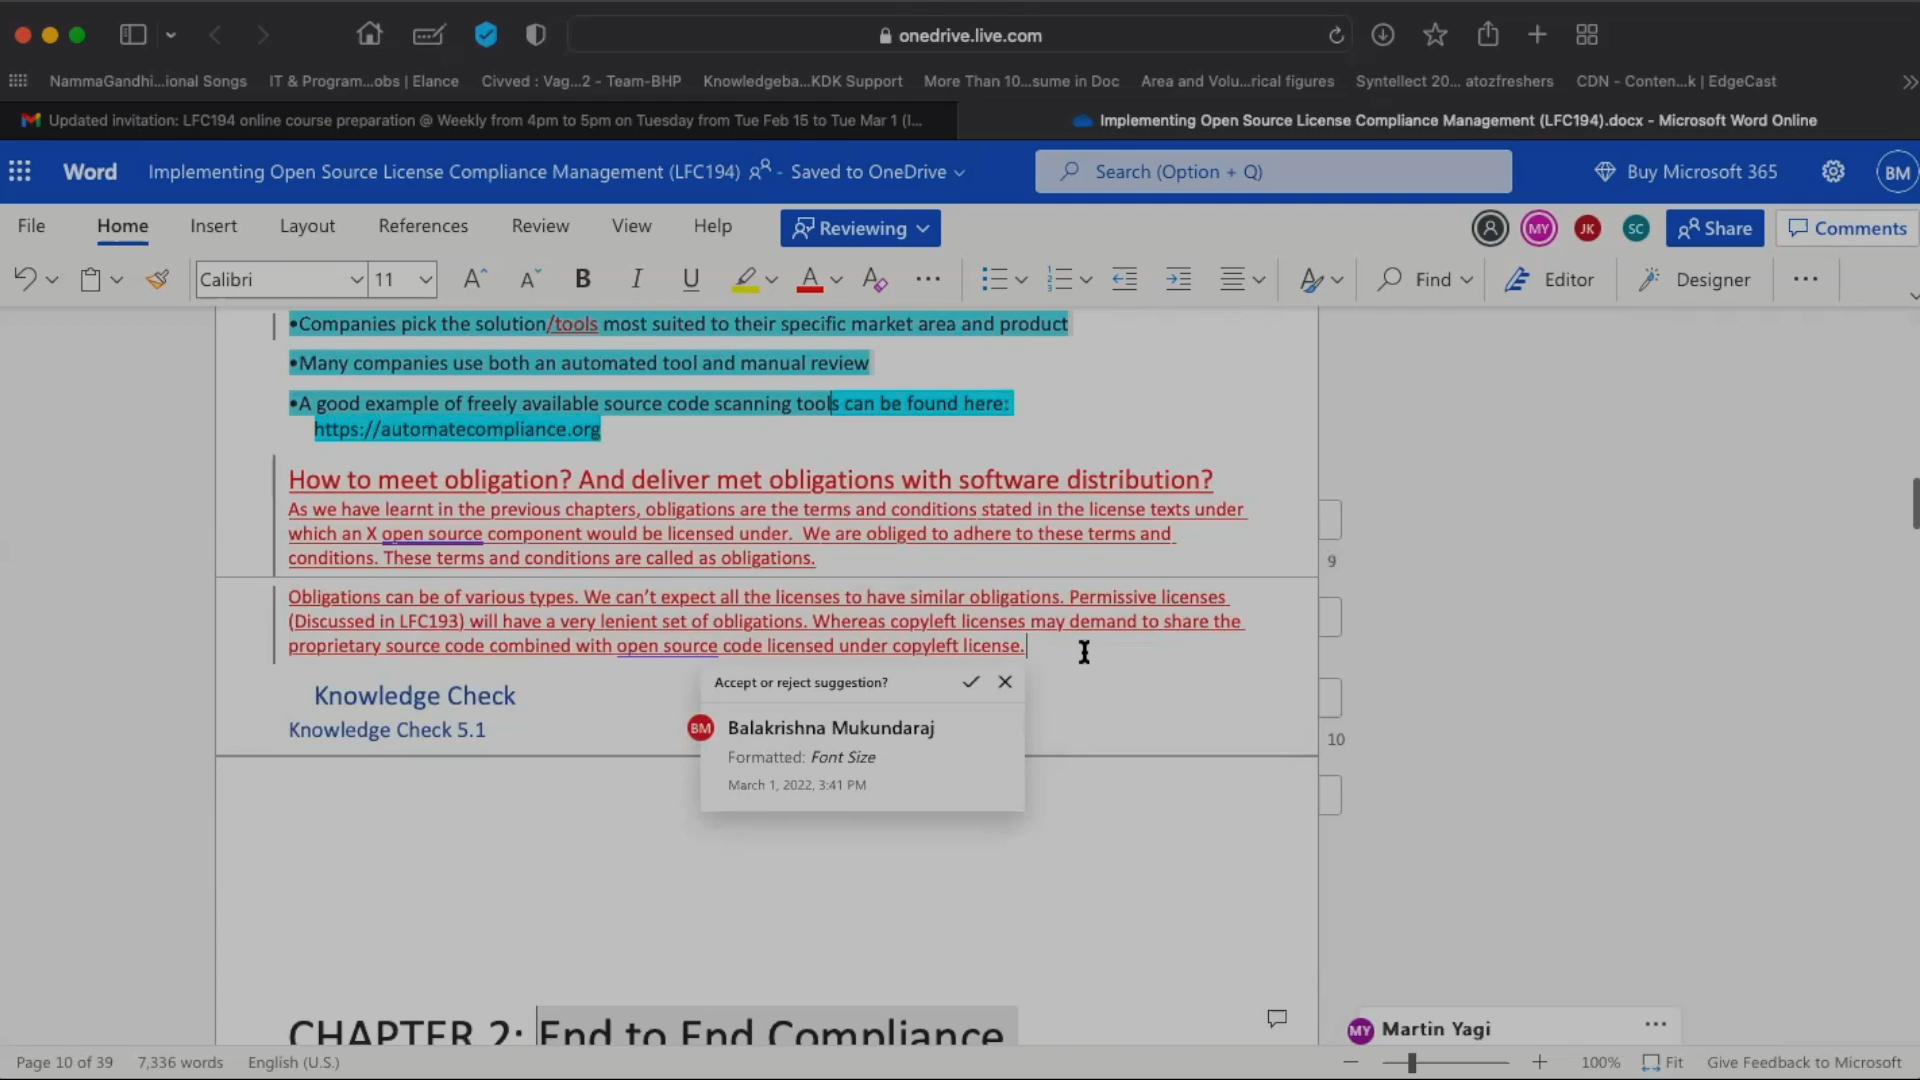 onedrive.live.com
NammaGandhi...ional Songs IT & Program...obs | Elance Civved : Vag...2 - Team-BHP Knowledgeba...KDK Support More Than 10...sume in Doc Area and Volu...rical figures Syntellect 20... atozfreshers CDN - Conten...k | EdgeCast
Updated invitation: LFC194 online course preparation @ Weekly from 4pm to 5pm on Tuesday from Tue Feb 15 to Tue Mar 1 (I...
Implementing Open Source License Compliance Management (LFC194).docx - Microsoft Word Online
Word Implementing Open Source License Compliance Management (LFC194) - Saved to OneDrive Search (Option + Q) Buy Microsoft 365 BM
File Home Insert Layout References Review View Help Reviewing MY JK SC Share Comments
Calibri 11 A A B I U A A Find Editor Designer
•Companies pick the solution/tools most suited to their specific market area and product
•Many companies use both an automated tool and manual review
•A good example of freely available source code scanning tools can be found here:
https://automatecompliance.org
How to meet obligation? And deliver met obligations with software distribution?
As we have learnt in the previous chapters, obligations are the terms and conditions stated in the license texts under
which an X open source component would be licensed under.  We are obliged to adhere to these terms and
conditions. These terms and conditions are called as obligations.
9
Obligations can be of various types. We can't expect all the licenses to have similar obligations. Permissive licenses
(Discussed in LFC193) will have a very lenient set of obligations. Whereas copyleft licenses may demand to share the
proprietary source code combined with open source code licensed under copyleft license.
Accept or reject suggestion?
Knowledge Check
BM Balakrishna Mukundaraj
Knowledge Check 5.1
10
Formatted: Font Size
March 1, 2022, 3:41 PM
CHAPTER 2: End to End Compliance
MY Martin Yagi
Page 10 of 39 7,336 words English (U.S.) 100% Fit Give Feedback to Microsoft